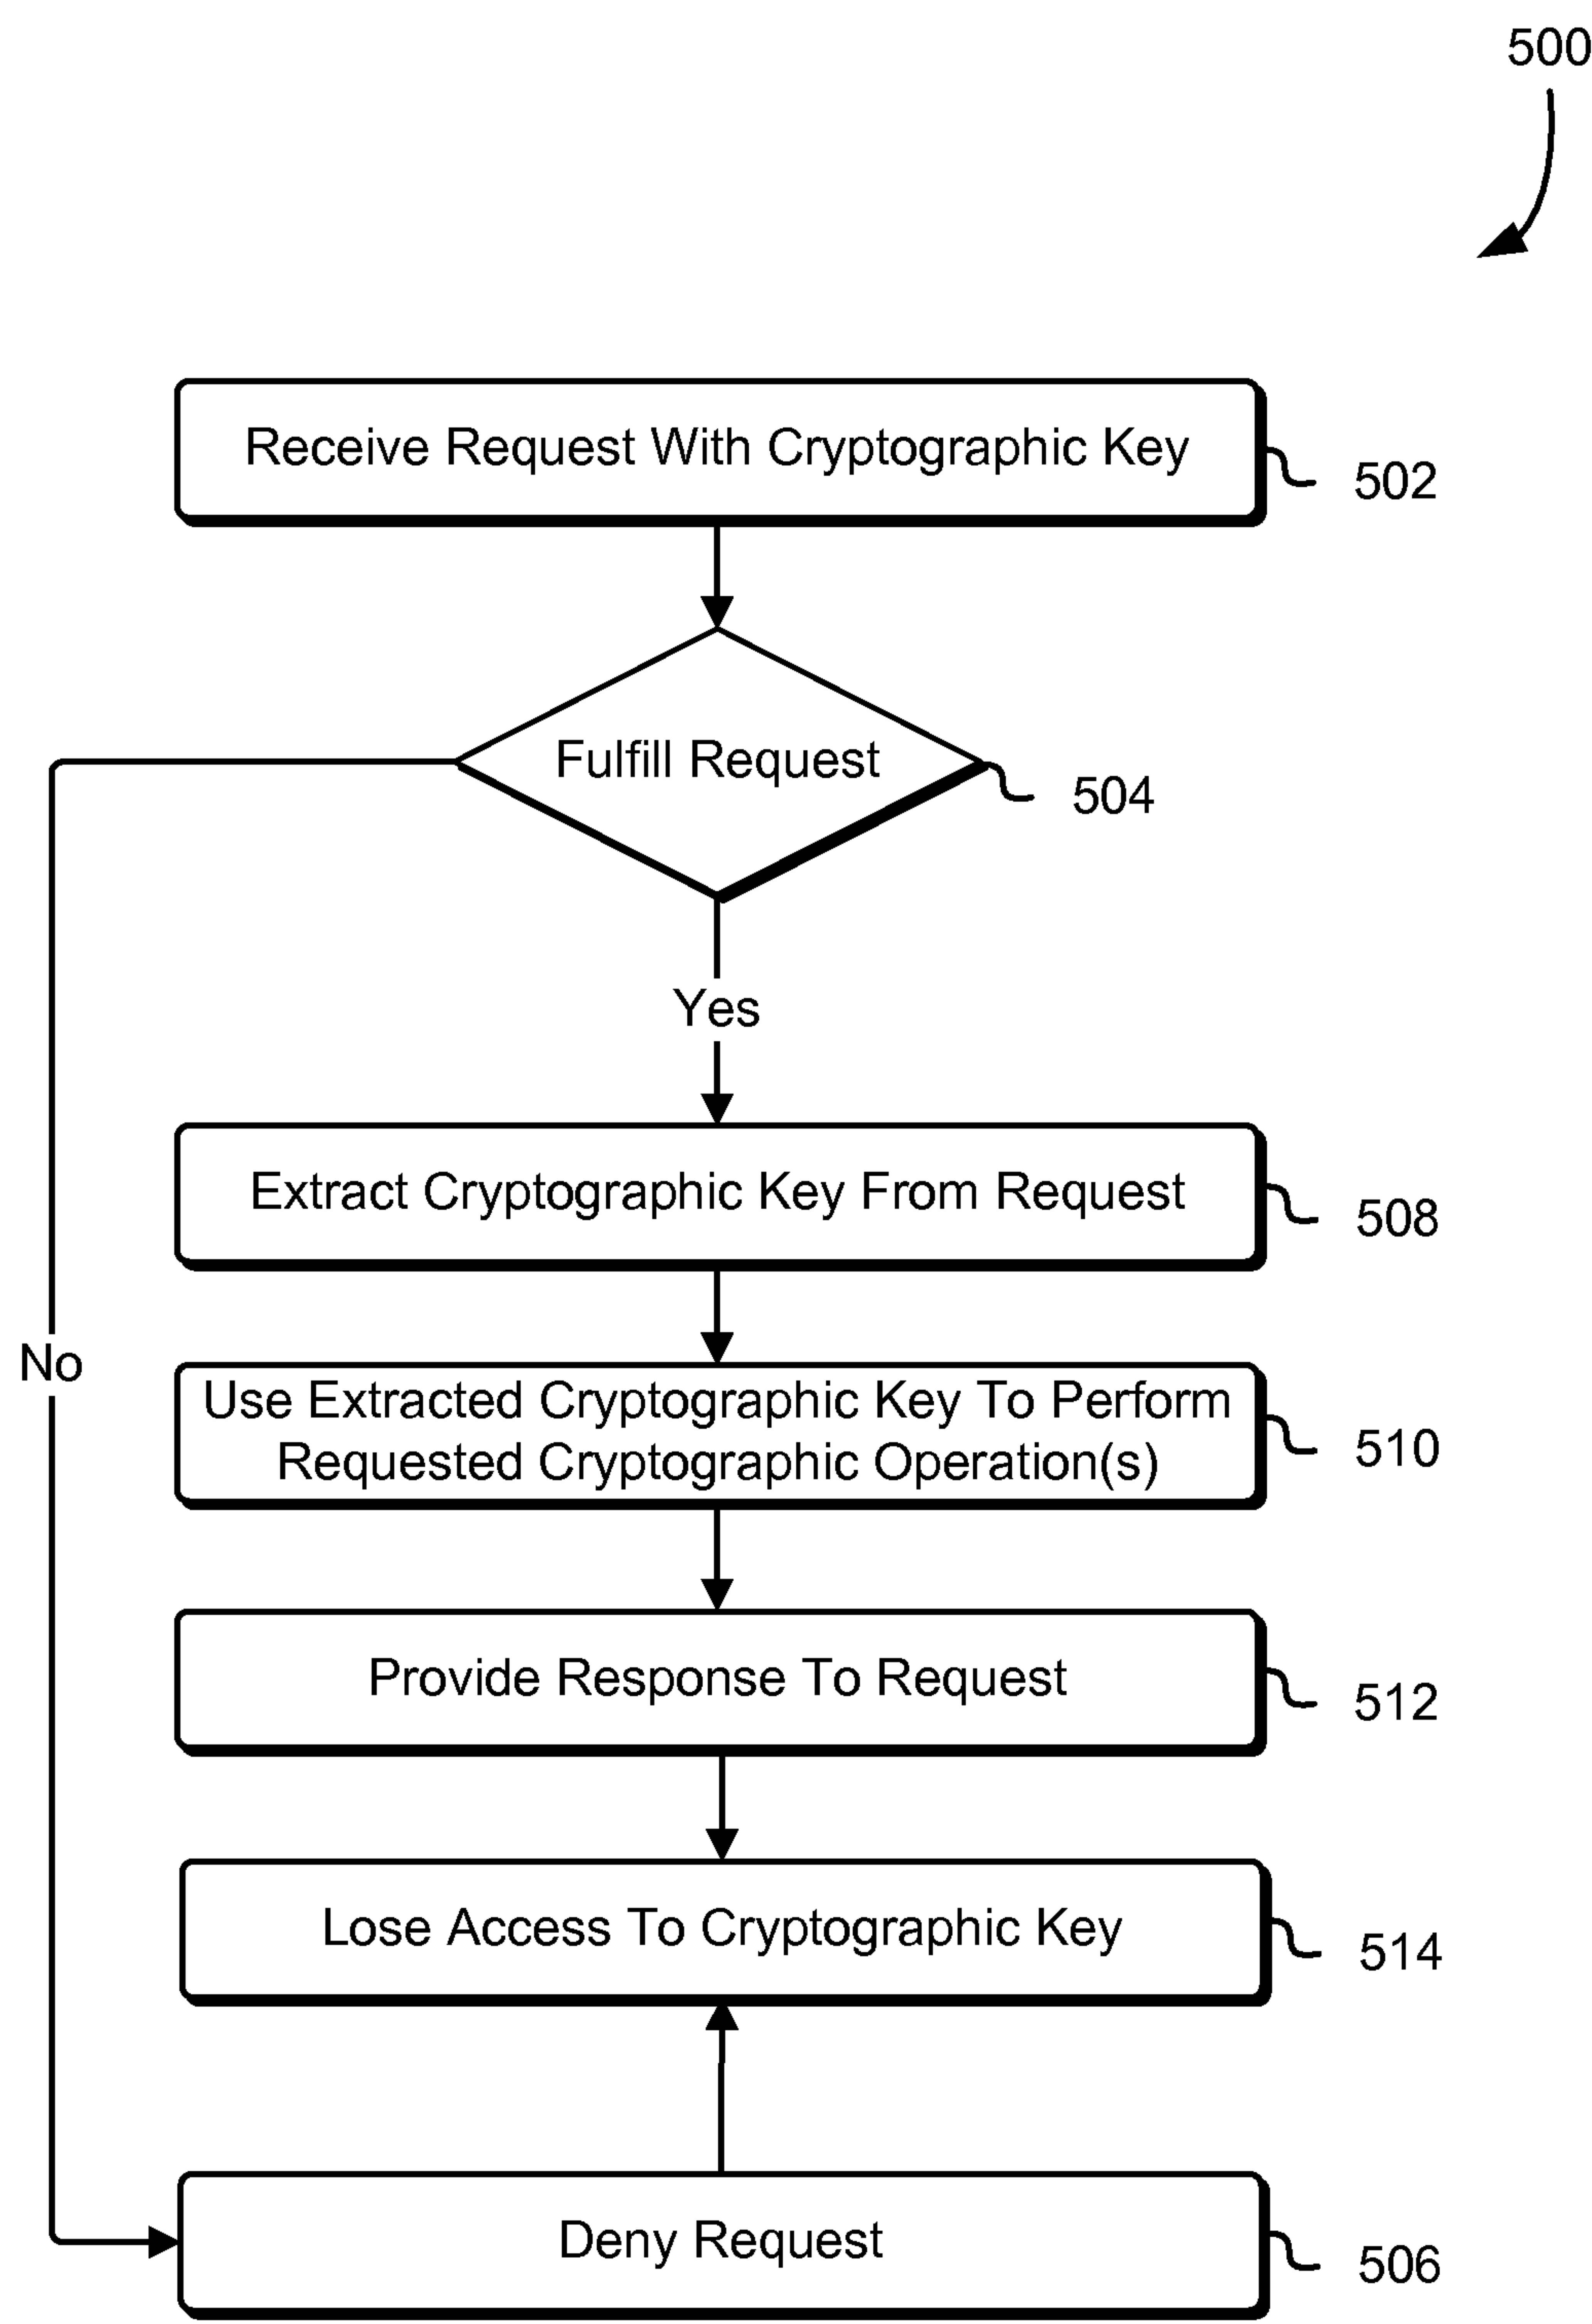 500
Receive Request With Cryptographic Key
502
Fulfill Request
504
Yes
Extract Cryptographic Key From Request
508
No
Use Extracted Cryptographic Key To Perform
Requested Cryptographic Operation(s)
510
Provide Response To Request
512
Lose Access To Cryptographic Key
514
Deny Request
506